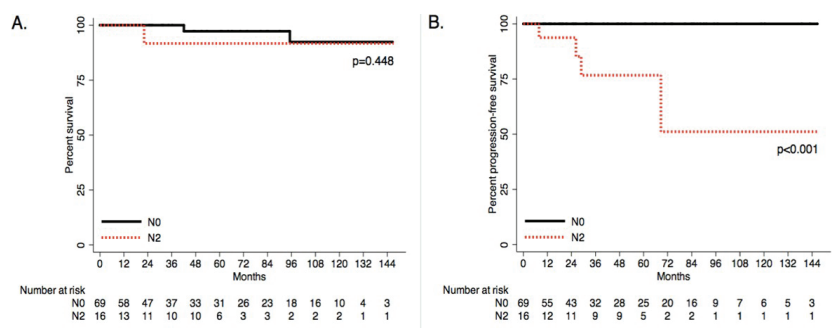 A.
100
75
50
25
0
Percent survival
p=0.448
N0
N2
0 12 24 36 48 60 72 84 96 108 120 132 144
Months
Number at risk
N0 69 58 47 37 33 31 26 23 18 16 10 4 3
N2 16 13 11 10 10 6 3 3 2 2 2 1 1
B.
100
75
50
25
0
Percent progression-free survival
p<0.001
N0
N2
0 12 24 36 48 60 72 84 96 108 120 132 144
Months
Number at risk
N0 69 55 43 32 28 25 20 16 9 7 6 5 3
N2 16 12 11 9 9 5 2 2 1 1 1 1 1